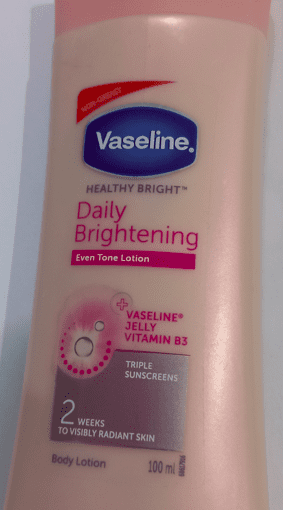 NON-GREASY
Vaseline.
HEALTHY BRIGHT™
Daily
Brightening
Even Tone Lotion
VASELINE®
JELLY
VITAMIN B3
TRIPLE
SUNSCREENS
2 WEEKS
TO VISIBLY RADIANT SKIN
Body Lotion
100 ml